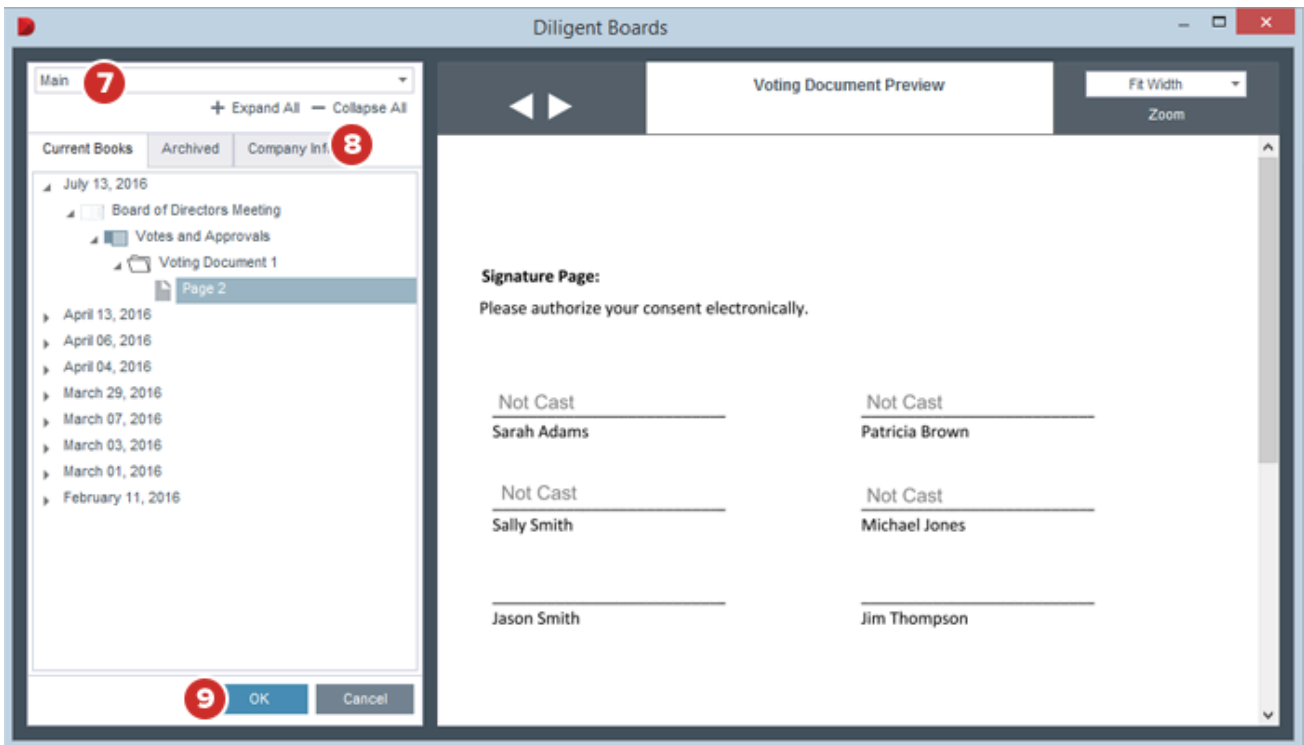 Diligent Boards
Main
7
+ Expand All — Collapse All
Current Books Archived Company Inf
8
July 13, 2016
Board of Directors Meeting
Votes and Approvals
Voting Document 1
Page 2
April 13, 2016
April 06, 2016
April 04, 2016
March 29, 2016
March 07, 2016
March 03, 2016
March 01, 2016
February 11, 2016
9
OK Cancel
Voting Document Preview
Fit Width
Zoom
Signature Page:
Please authorize your consent electronically.
Not Cast Not Cast
Sarah Adams Patricia Brown
Not Cast Not Cast
Sally Smith Michael Jones
Jason Smith Jim Thompson